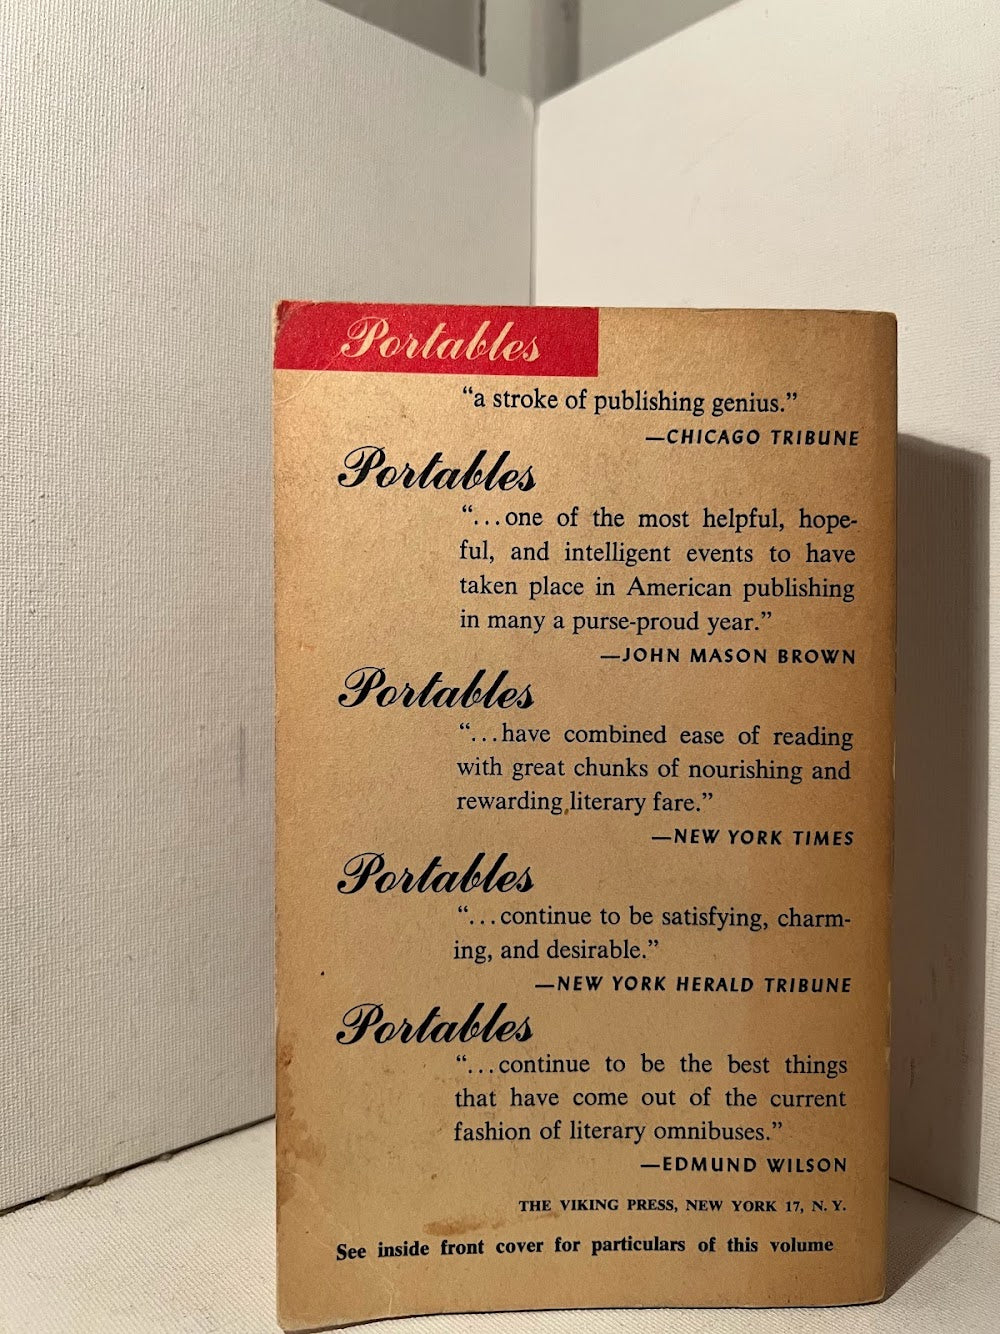 Portables
“a stroke of publishing genius.”
—CHICAGO TRIBUNE
Portables
“...one of the most helpful, hope-
ful, and intelligent events to have
taken place in American publishing
in many a purse-proud year.”
—JOHN MASON BROWN
Portables
“...have combined ease of reading
with great chunks of nourishing and
rewarding literary fare.”
—NEW YORK TIMES
Portables
“...continue to be satisfying, charm-
ing, and desirable.”
—NEW YORK HERALD TRIBUNE
Portables
“...continue to be the best things
that have come out of the current
fashion of literary omnibuses.”
—EDMUND WILSON
THE VIKING PRESS, NEW YORK 17, N. Y.
See inside front cover for particulars of this volume